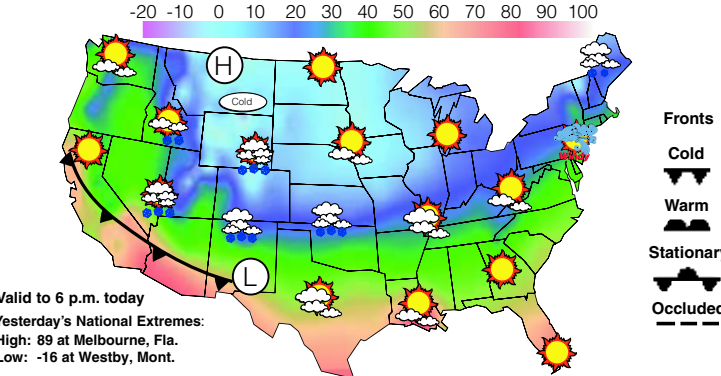 -20 -10 0 10 20 30 40 50 60 70 80 90 100
H
Cold
Windy
L
Fronts
Cold
Warm
Stationary
Occluded
Valid to 6 p.m. today
Yesterday's National Extremes:
High: 89 at Melbourne, Fla.
Low: -16 at Westby, Mont.